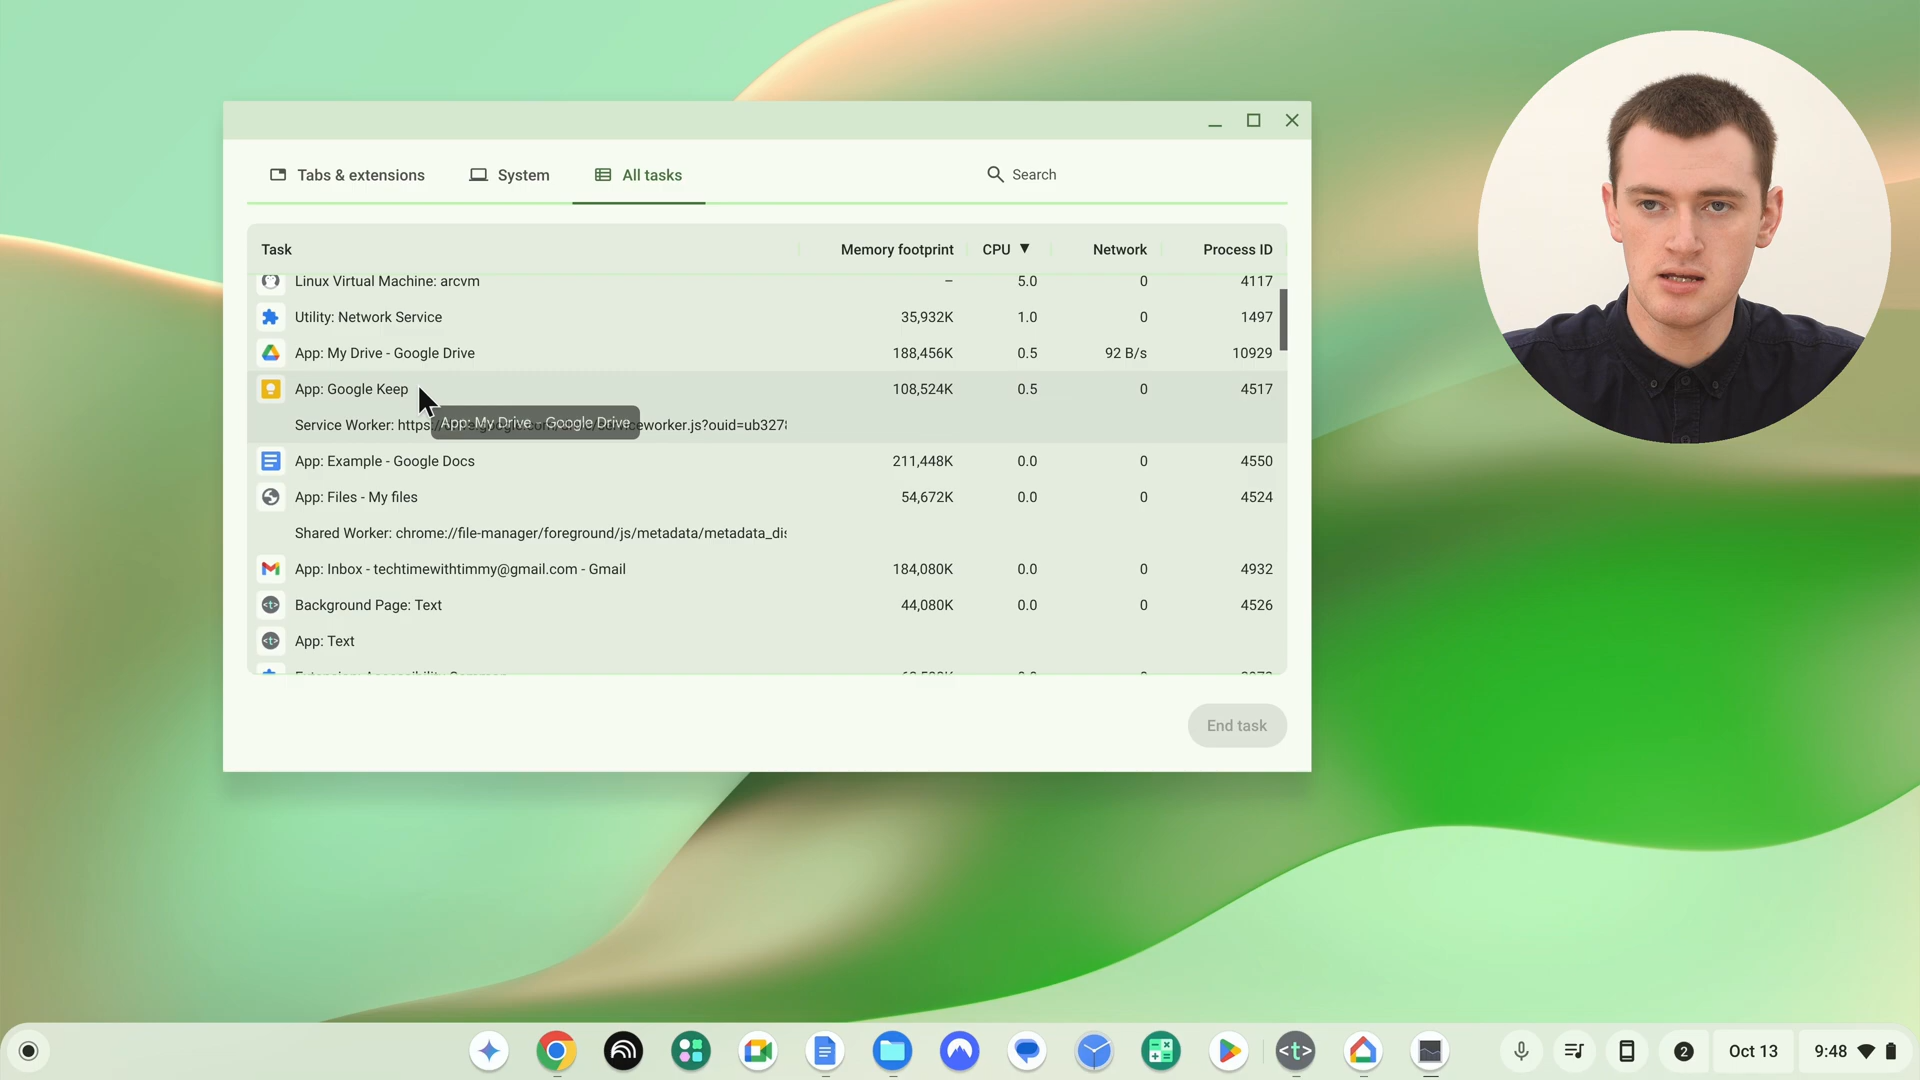 Tabs & extensions System All tasks Search
Task Memory footprint CPU ▼ Network Process ID
Linux Virtual Machine: arcvm – 5.0 0 4117
Utility: Network Service 35,932K 1.0 0 1497
App: My Drive - Google Drive 188,456K 0.5 92 B/s 10929
App: Google Keep 108,524K 0.5 0 4517
Service Worker: https:/ serviceworker.js?ouid=ub327
App: My Drive - Google Drive
App: Example - Google Docs 211,448K 0.0 0 4550
App: Files - My files 54,672K 0.0 0 4524
Shared Worker: chrome://file-manager/foreground/js/metadata/metadata_dis
App: Inbox - techtimewithtimmy@gmail.com - Gmail 184,080K 0.0 0 4932
Background Page: Text 44,080K 0.0 0 4526
App: Text
End task
<t> 2 Oct 13 9:48